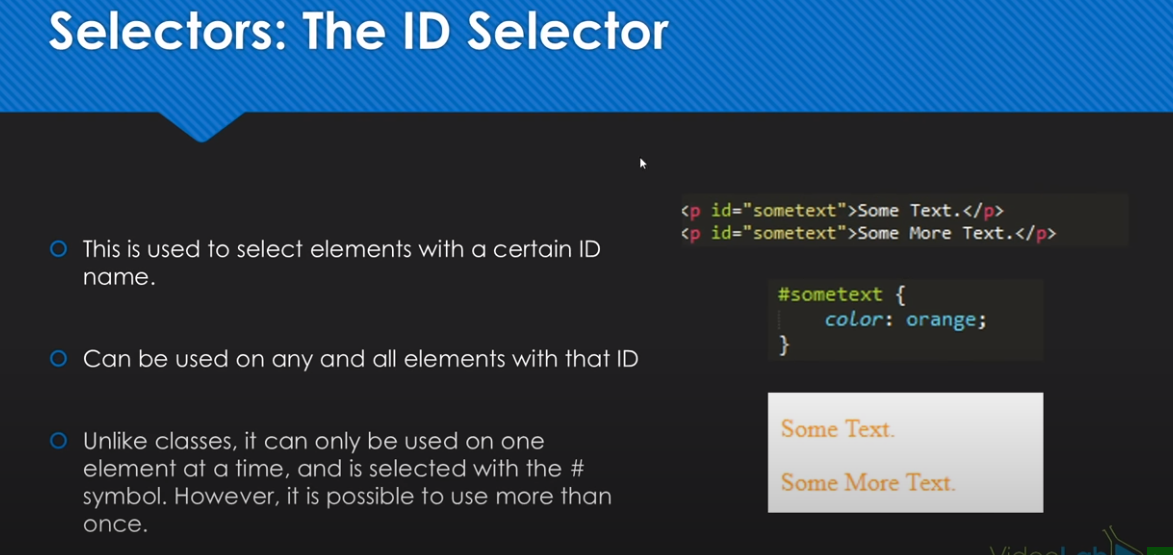 Selectors: The ID Selector
This is used to select elements with a certain ID
name.
Can be used on any and all elements with that ID
Unlike classes, it can only be used on one
element at a time, and is selected with the #
symbol. However, it is possible to use more than
once.
<p id="sometext">Some Text.</p>
<p id="sometext">Some More Text.</p>
#sometext {
color: orange;
}
Some Text.
Some More Text.